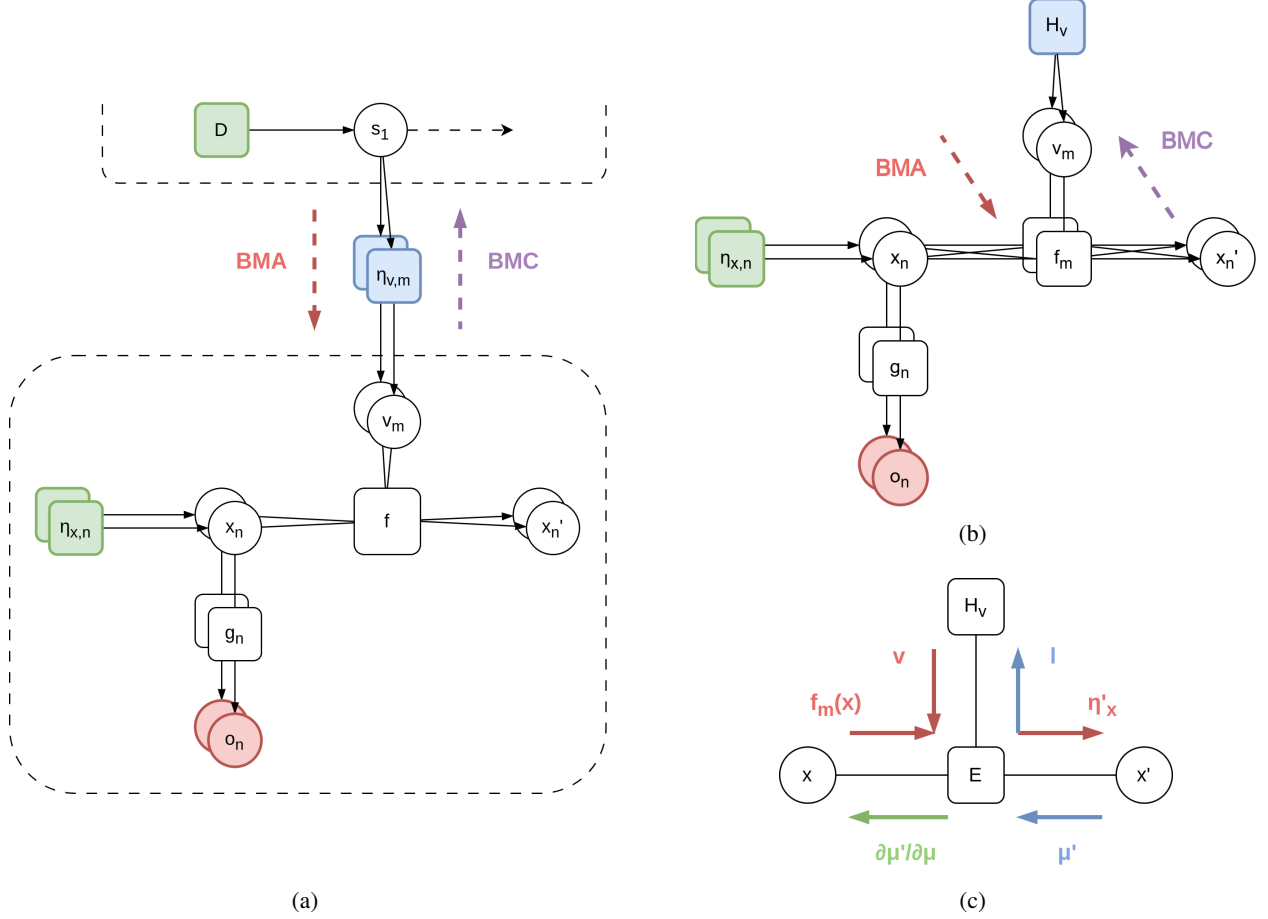 D
s₁
BMA
BMC
ηᵥ,ₘ
vₘ
ηₓ,ₙ
xₙ
f
xₙ'
gₙ
oₙ
(a)
Hᵥ
vₘ
BMA
BMC
ηₓ,ₙ
xₙ
fₘ
xₙ'
gₙ
oₙ
(b)
Hᵥ
v
l
fₘ(x)
η'ₓ
x
E
x'
∂μ'/∂μ
μ'
(c)